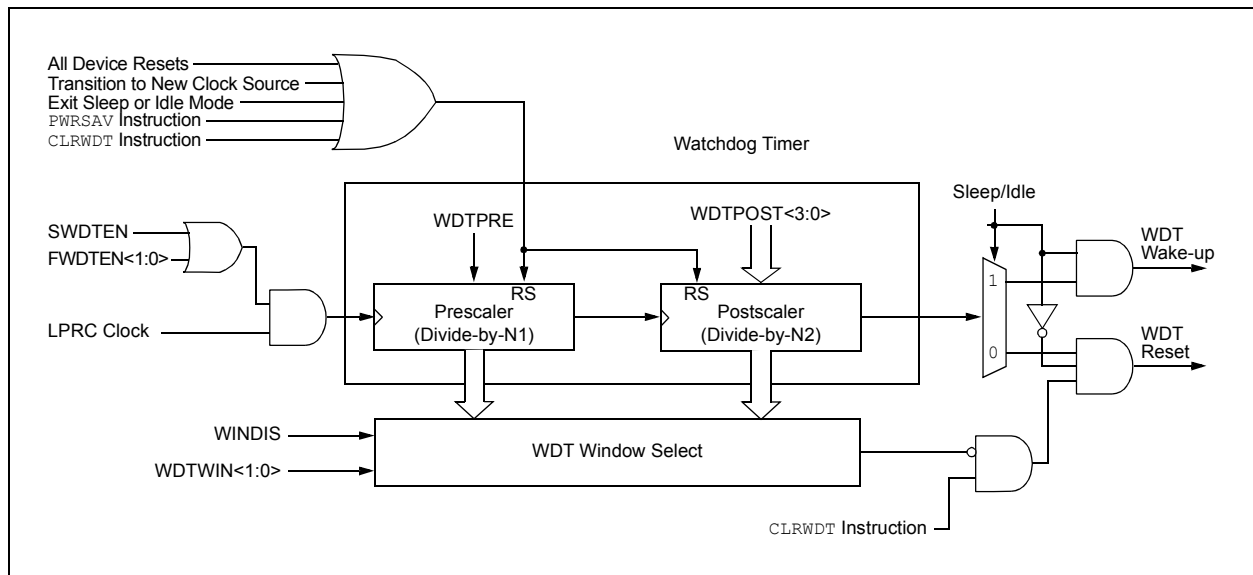 All Device Resets
Transition to New Clock Source
Exit Sleep or Idle Mode
PWRSAV Instruction
CLRWDT Instruction
Watchdog Timer
Sleep/Idle
WDTPRE
WDTPOST<3:0>
SWDTEN
FWDTEN<1:0>
WDT
Wake-up
RS
RS
1
LPRC Clock
Prescaler
(Divide-by-N1)
Postscaler
(Divide-by-N2)
0
WDT
Reset
WINDIS
WDT Window Select
WDTWIN<1:0>
CLRWDT Instruction